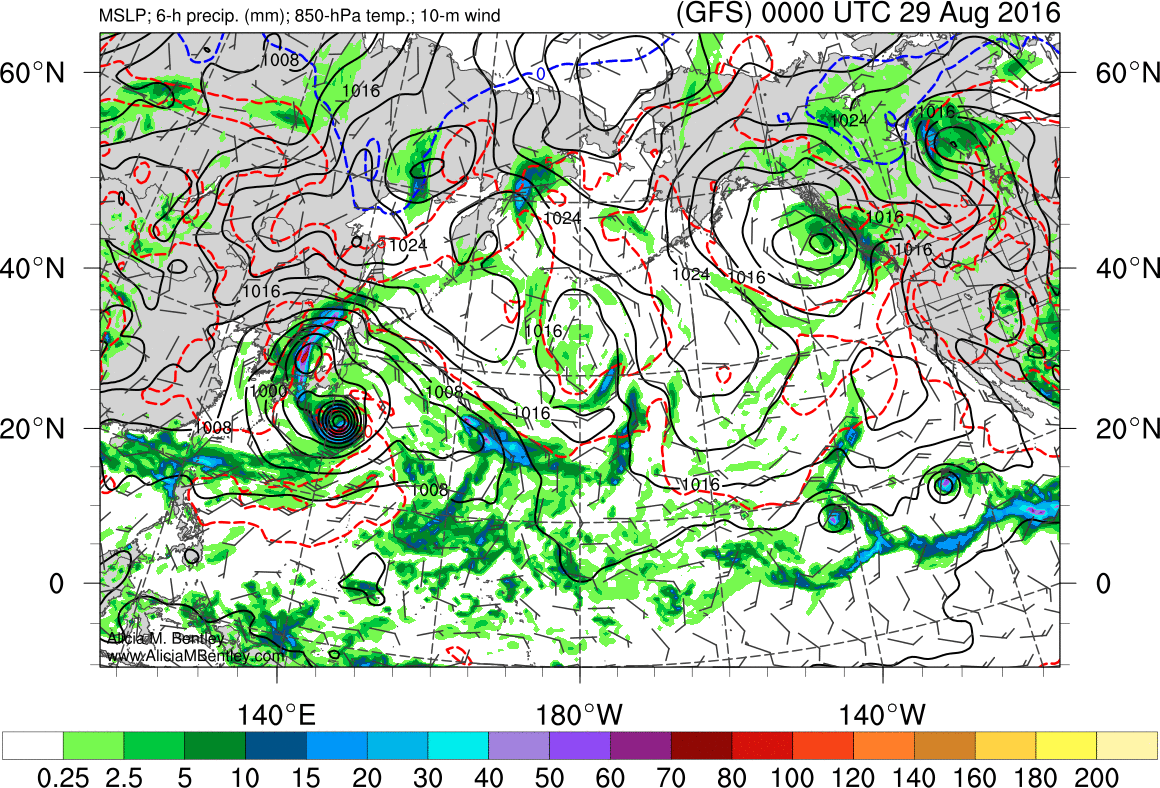 MSLP; 6-h precip. (mm); 850-hPa temp.; 10-m wind
(GFS) 0000 UTC 29 Aug 2016
60°N 60°N
40°N 40°N
20°N 20°N
0 0
1008
1016
0
1024
1016
1024
1024
1016
1016
1016
1024
1016
20
1016
1000
1008
1016
1008
1008
1016
Alicia M. Bentley
www.AliciaMBentley.com
140°E 180°W 140°W
0.25 2.5 5 10 15 20 30 40 50 60 70 80 100 120 140 160 180 200